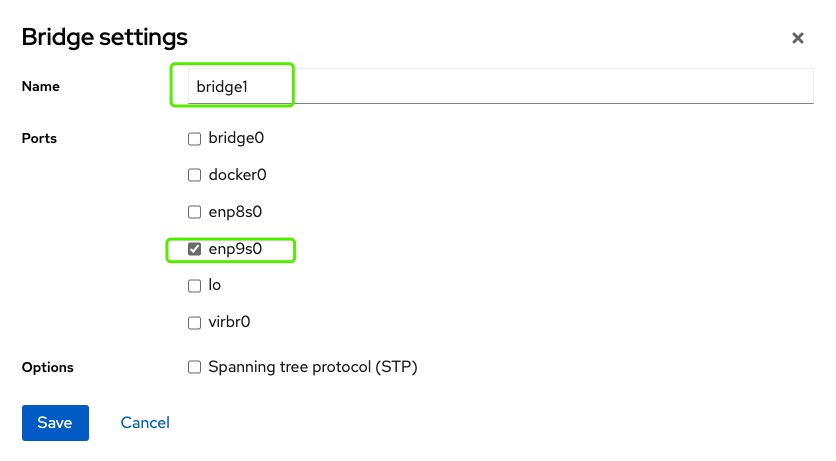 Bridge settings
Name bridge1
Ports bridge0
docker0
enp8s0
enp9s0
lo
virbr0
Options Spanning tree protocol (STP)
Save Cancel